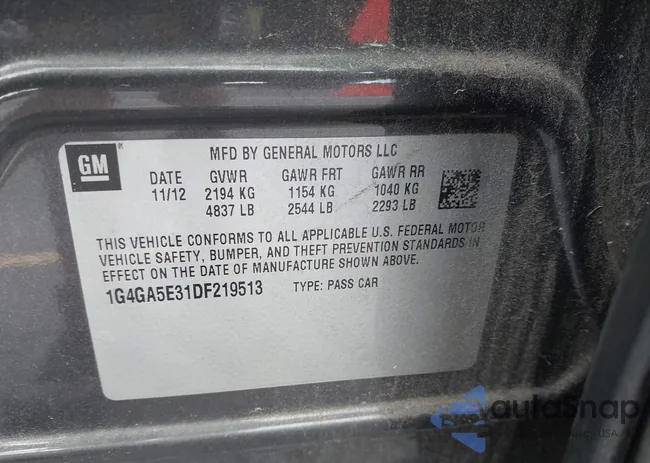 GM
MFD BY GENERAL MOTORS LLC
DATE GVWR GAWR FRT GAWR RR
11/12 2194 KG 1154 KG 1040 KG
4837 LB 2544 LB 2293 LB
THIS VEHICLE CONFORMS TO ALL APPLICABLE U.S. FEDERAL MOTOR
VEHICLE SAFETY, BUMPER, AND THEFT PREVENTION STANDARDS IN
EFFECT ON THE DATE OF MANUFACTURE SHOWN ABOVE.
1G4GA5E31DF219513 TYPE: PASS CAR
autoSnap